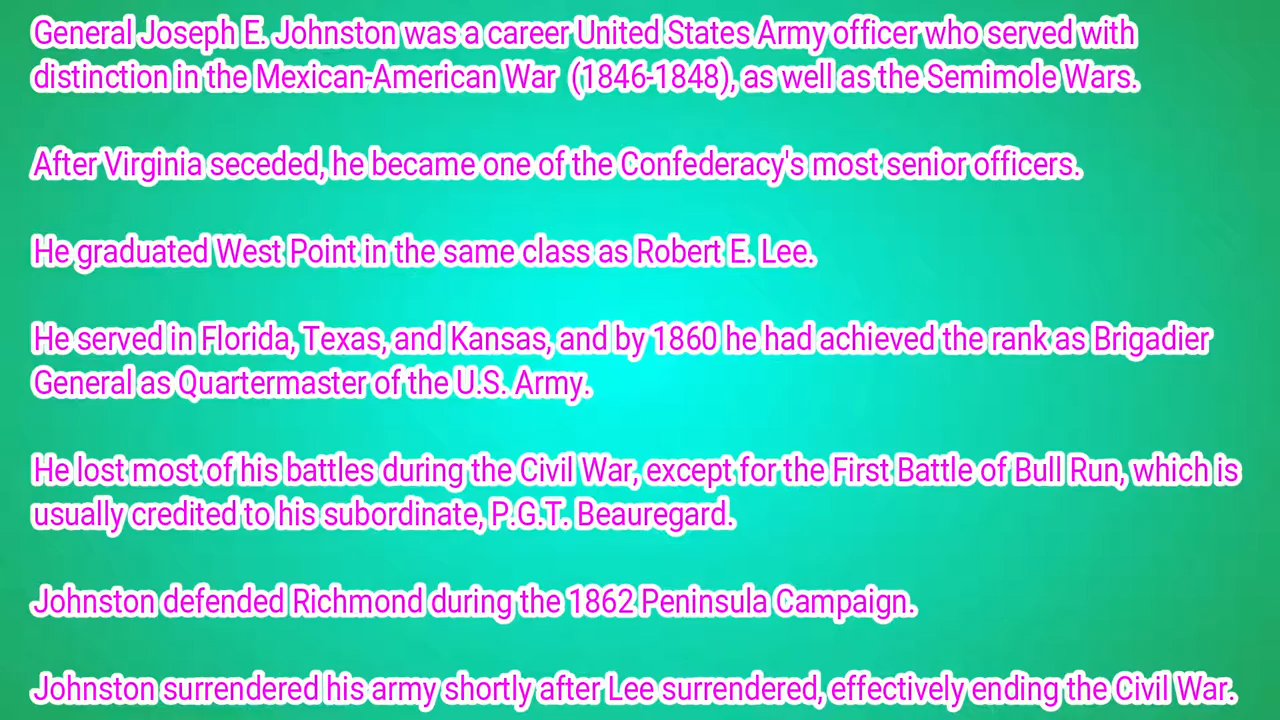 General Joseph E. Johnston was a career United States Army officer who served with
distinction in the Mexican-American War  (1846-1848), as well as the Semimole Wars.
After Virginia seceded, he became one of the Confederacy's most senior officers.
He graduated West Point in the same class as Robert E. Lee.
He served in Florida, Texas, and Kansas, and by 1860 he had achieved the rank as Brigadier
General as Quartermaster of the U.S. Army.
He lost most of his battles during the Civil War, except for the First Battle of Bull Run, which is
usually credited to his subordinate, P.G.T. Beauregard.
Johnston defended Richmond during the 1862 Peninsula Campaign.
Johnston surrendered his army shortly after Lee surrendered, effectively ending the Civil War.